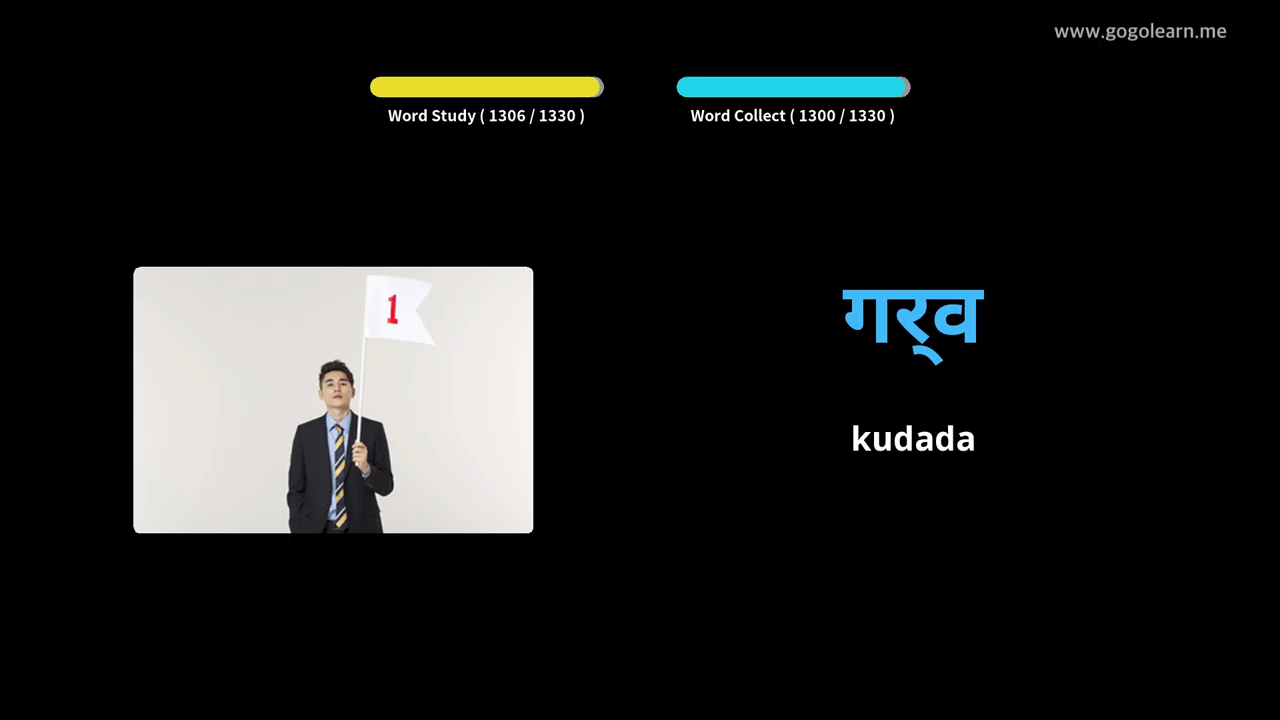 www.gogolearn.me
Word Study ( 1306 / 1330 )
Word Collect ( 1300 / 1330 )
1
गर्‍व
kudada